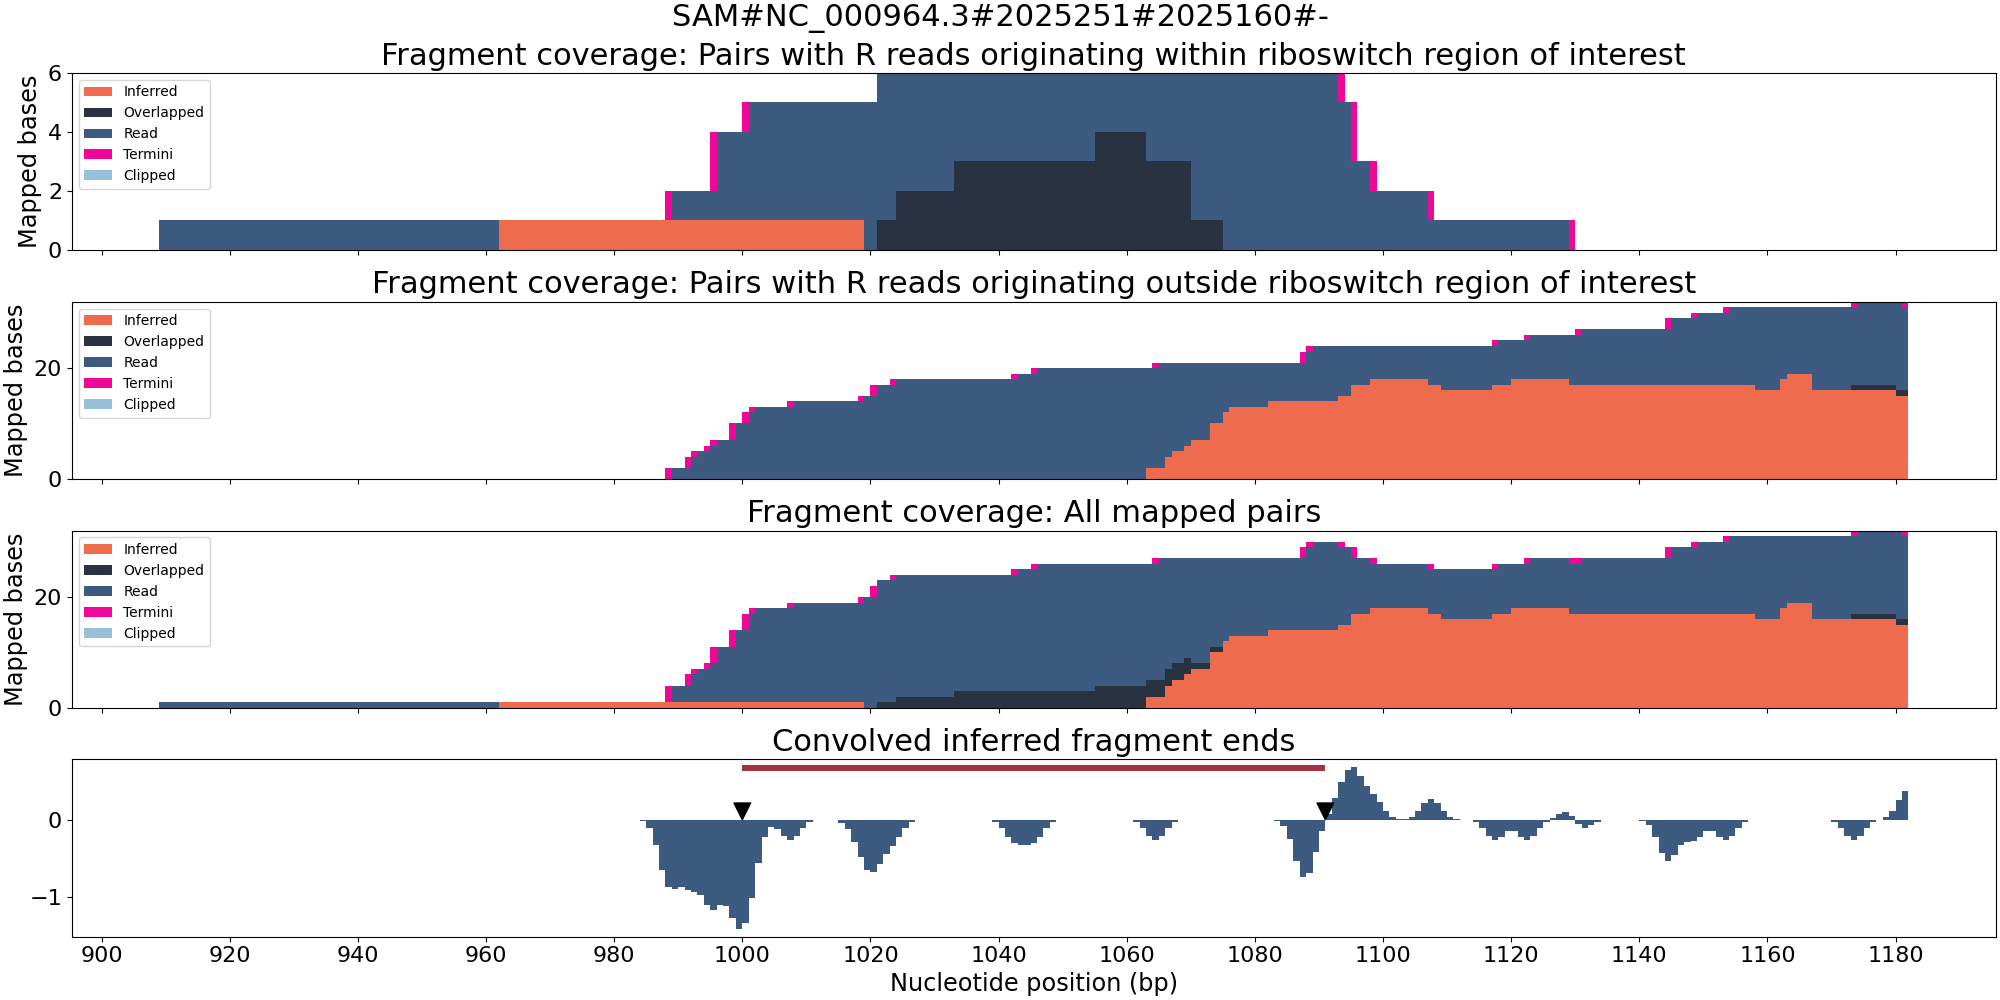 SAM#NC_000964.3#2025251#2025160#-
Fragment coverage: Pairs with R reads originating within riboswitch region of interest
Mapped bases
6
4
2
0
Inferred
Overlapped
Read
Termini
Clipped
Fragment coverage: Pairs with R reads originating outside riboswitch region of interest
Mapped bases
20
0
Inferred
Overlapped
Read
Termini
Clipped
Fragment coverage: All mapped pairs
Mapped bases
20
0
Inferred
Overlapped
Read
Termini
Clipped
Convolved inferred fragment ends
0
−1
900 920 940 960 980 1000 1020 1040 1060 1080 1100 1120 1140 1160 1180
Nucleotide position (bp)